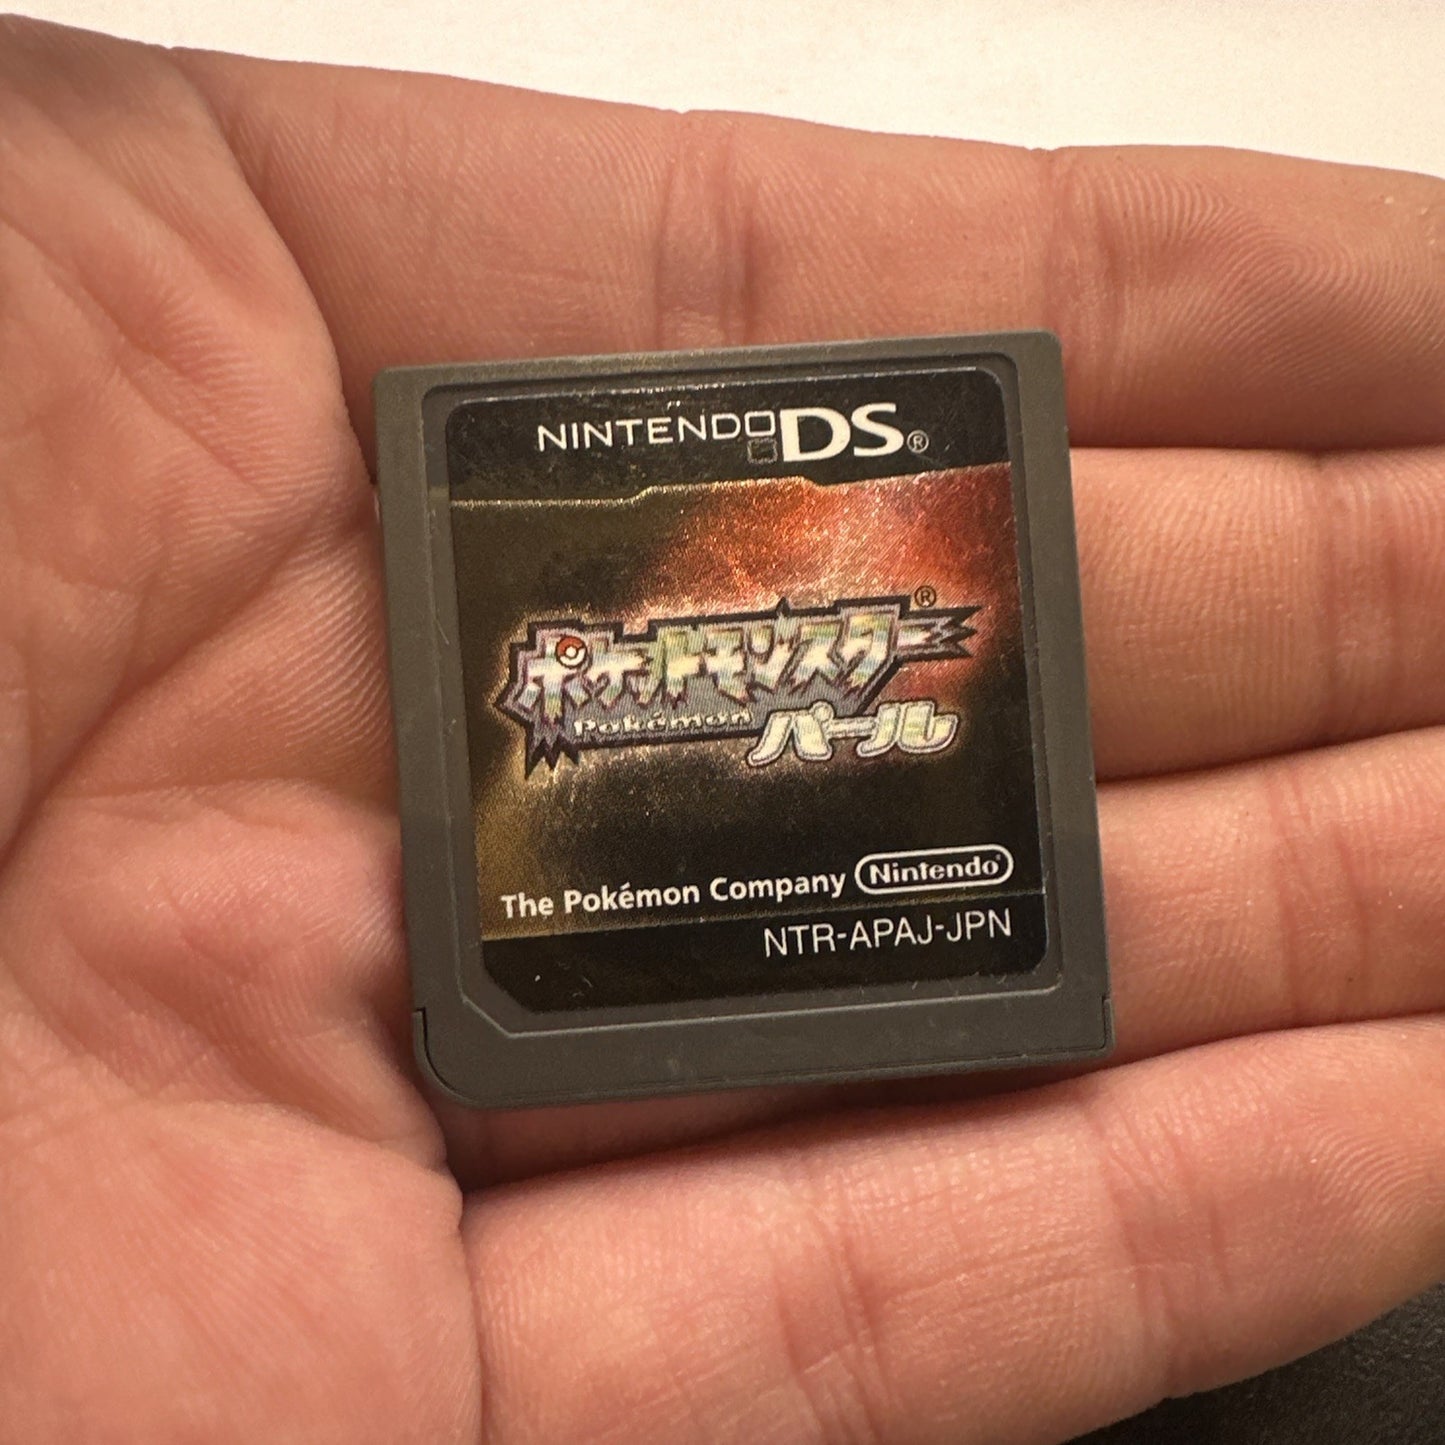 NINTENDO DS®
ポケットモンスター®
Pokémon パール
The Pokémon Company Nintendo®
NTR-APAJ-JPN